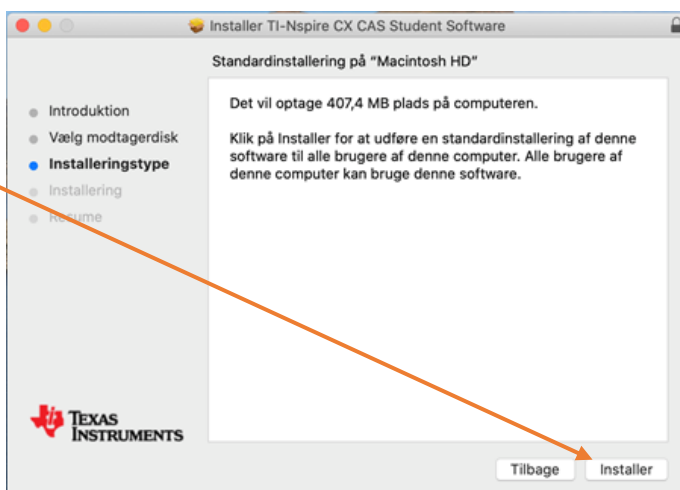 Installer TI-Nspire CX CAS Student Software
Standardinstallering på "Macintosh HD"
Introduktion
Vælg modtagerdisk
Installeringstype
Installering
Resume
Det vil optage 407,4 MB plads på computeren.
Klik på Installer for at udføre en standardinstallering af denne
software til alle brugere af denne computer. Alle brugere af
denne computer kan bruge denne software.
TEXAS
INSTRUMENTS
Tilbage
Installer